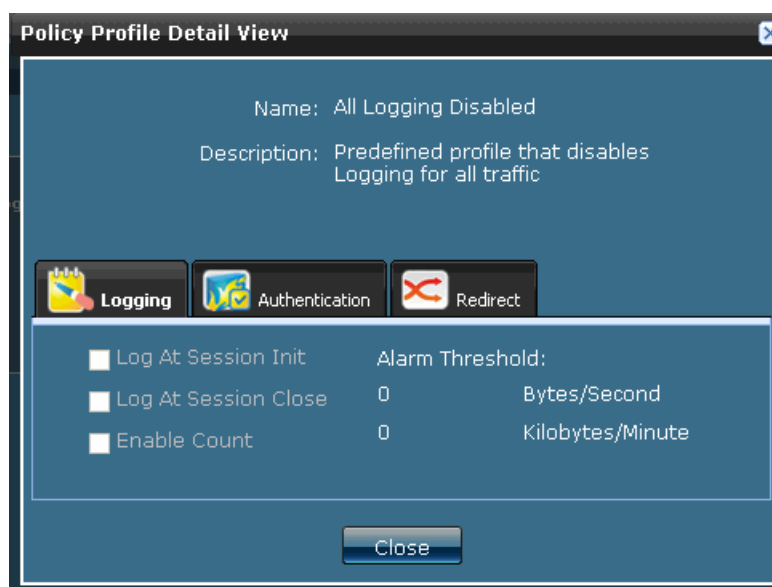 Policy Profile Detail View
Name: All Logging Disabled
Description: Predefined profile that disables
Logging for all traffic
Logging
Authentication
Redirect
Log At Session Init
Alarm Threshold:
Log At Session Close
0 Bytes/Second
Enable Count
0 Kilobytes/Minute
Close